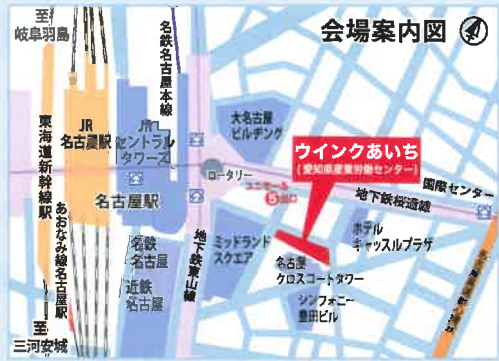 会場案内図
至
岐阜羽島
名鉄名古屋本線
東海道新幹線駅
JR
名古屋駅
JR
セントラル
タワーズ
大名古屋
ビルヂング
ウインクあいち
(愛知県産業労働センター)
ロータリー
ユニモール
⑤出口
国際センター
地下鉄桜通線
名古屋駅
あおなみ線名古屋駅
名鉄
名古屋
近鉄
名古屋
地下鉄東山線
ミッドランド
スクエア
ホテル
キャッスルプラザ
名古屋
クロスコートタワー
シンフォニー
豊田ビル
至
三河安城